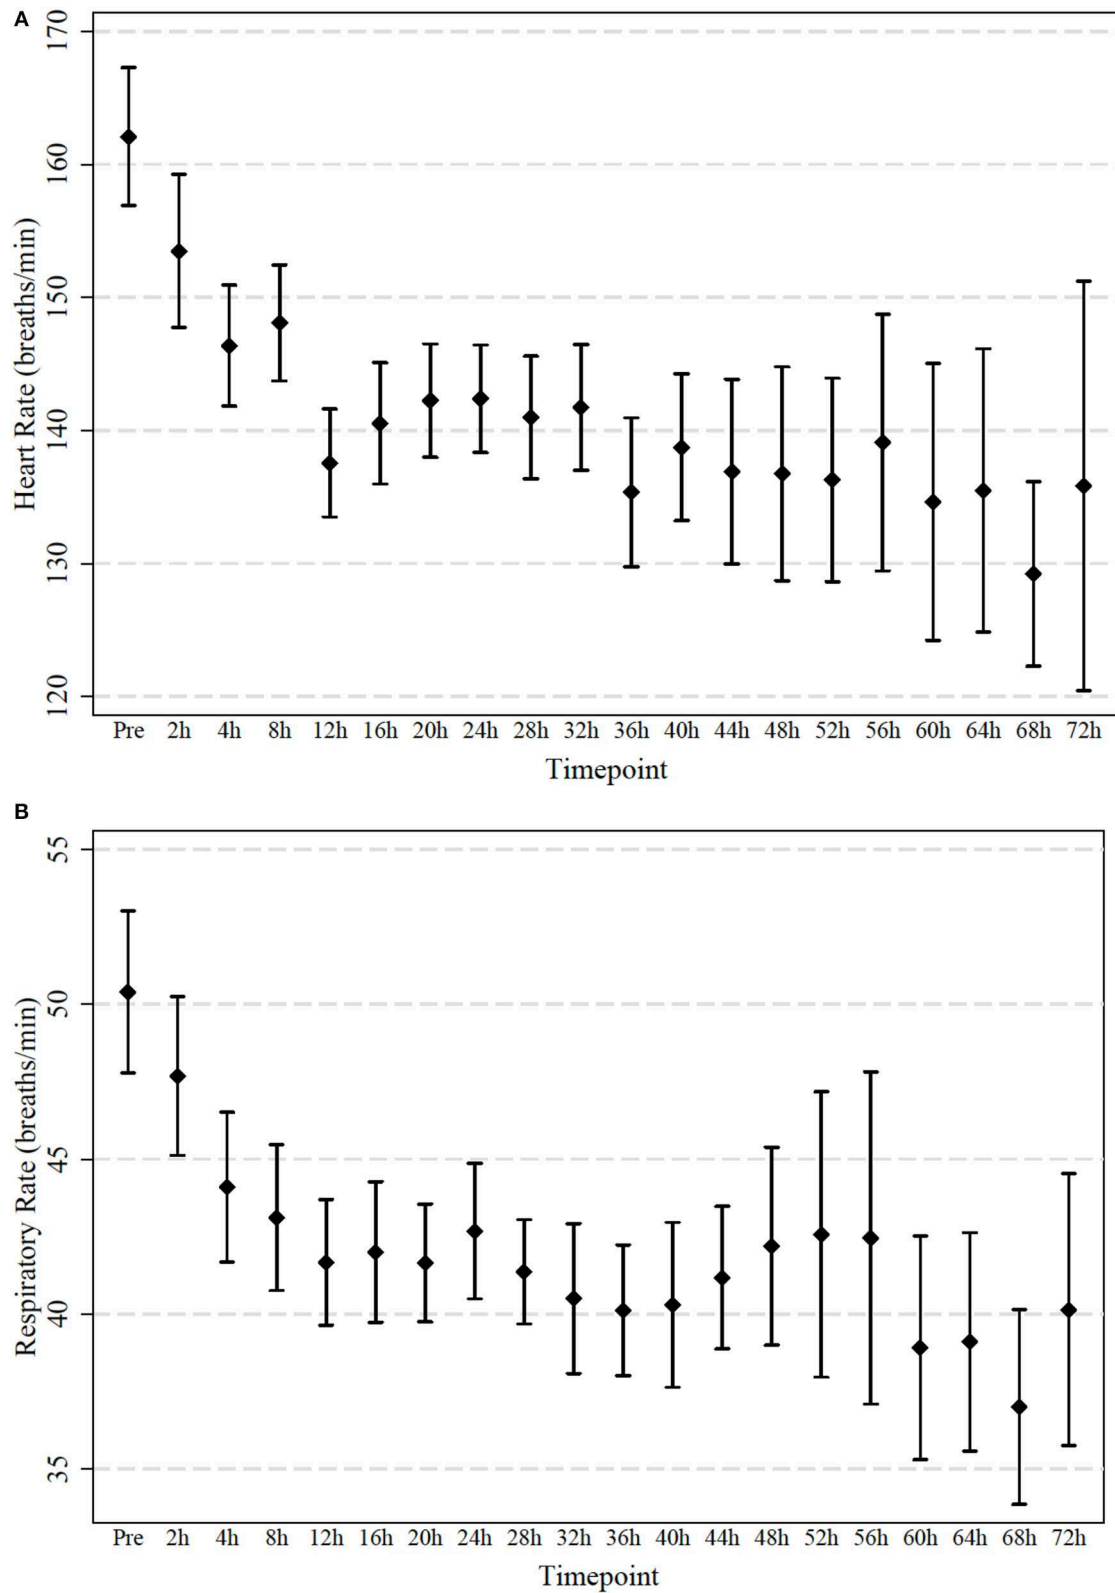 A
Heart Rate (breaths/min)
170
160
150
140
130
120
Pre 2h 4h 8h 12h 16h 20h 24h 28h 32h 36h 40h 44h 48h 52h 56h 60h 64h 68h 72h
Timepoint
B
Respiratory Rate (breaths/min)
55
50
45
40
35
Pre 2h 4h 8h 12h 16h 20h 24h 28h 32h 36h 40h 44h 48h 52h 56h 60h 64h 68h 72h
Timepoint